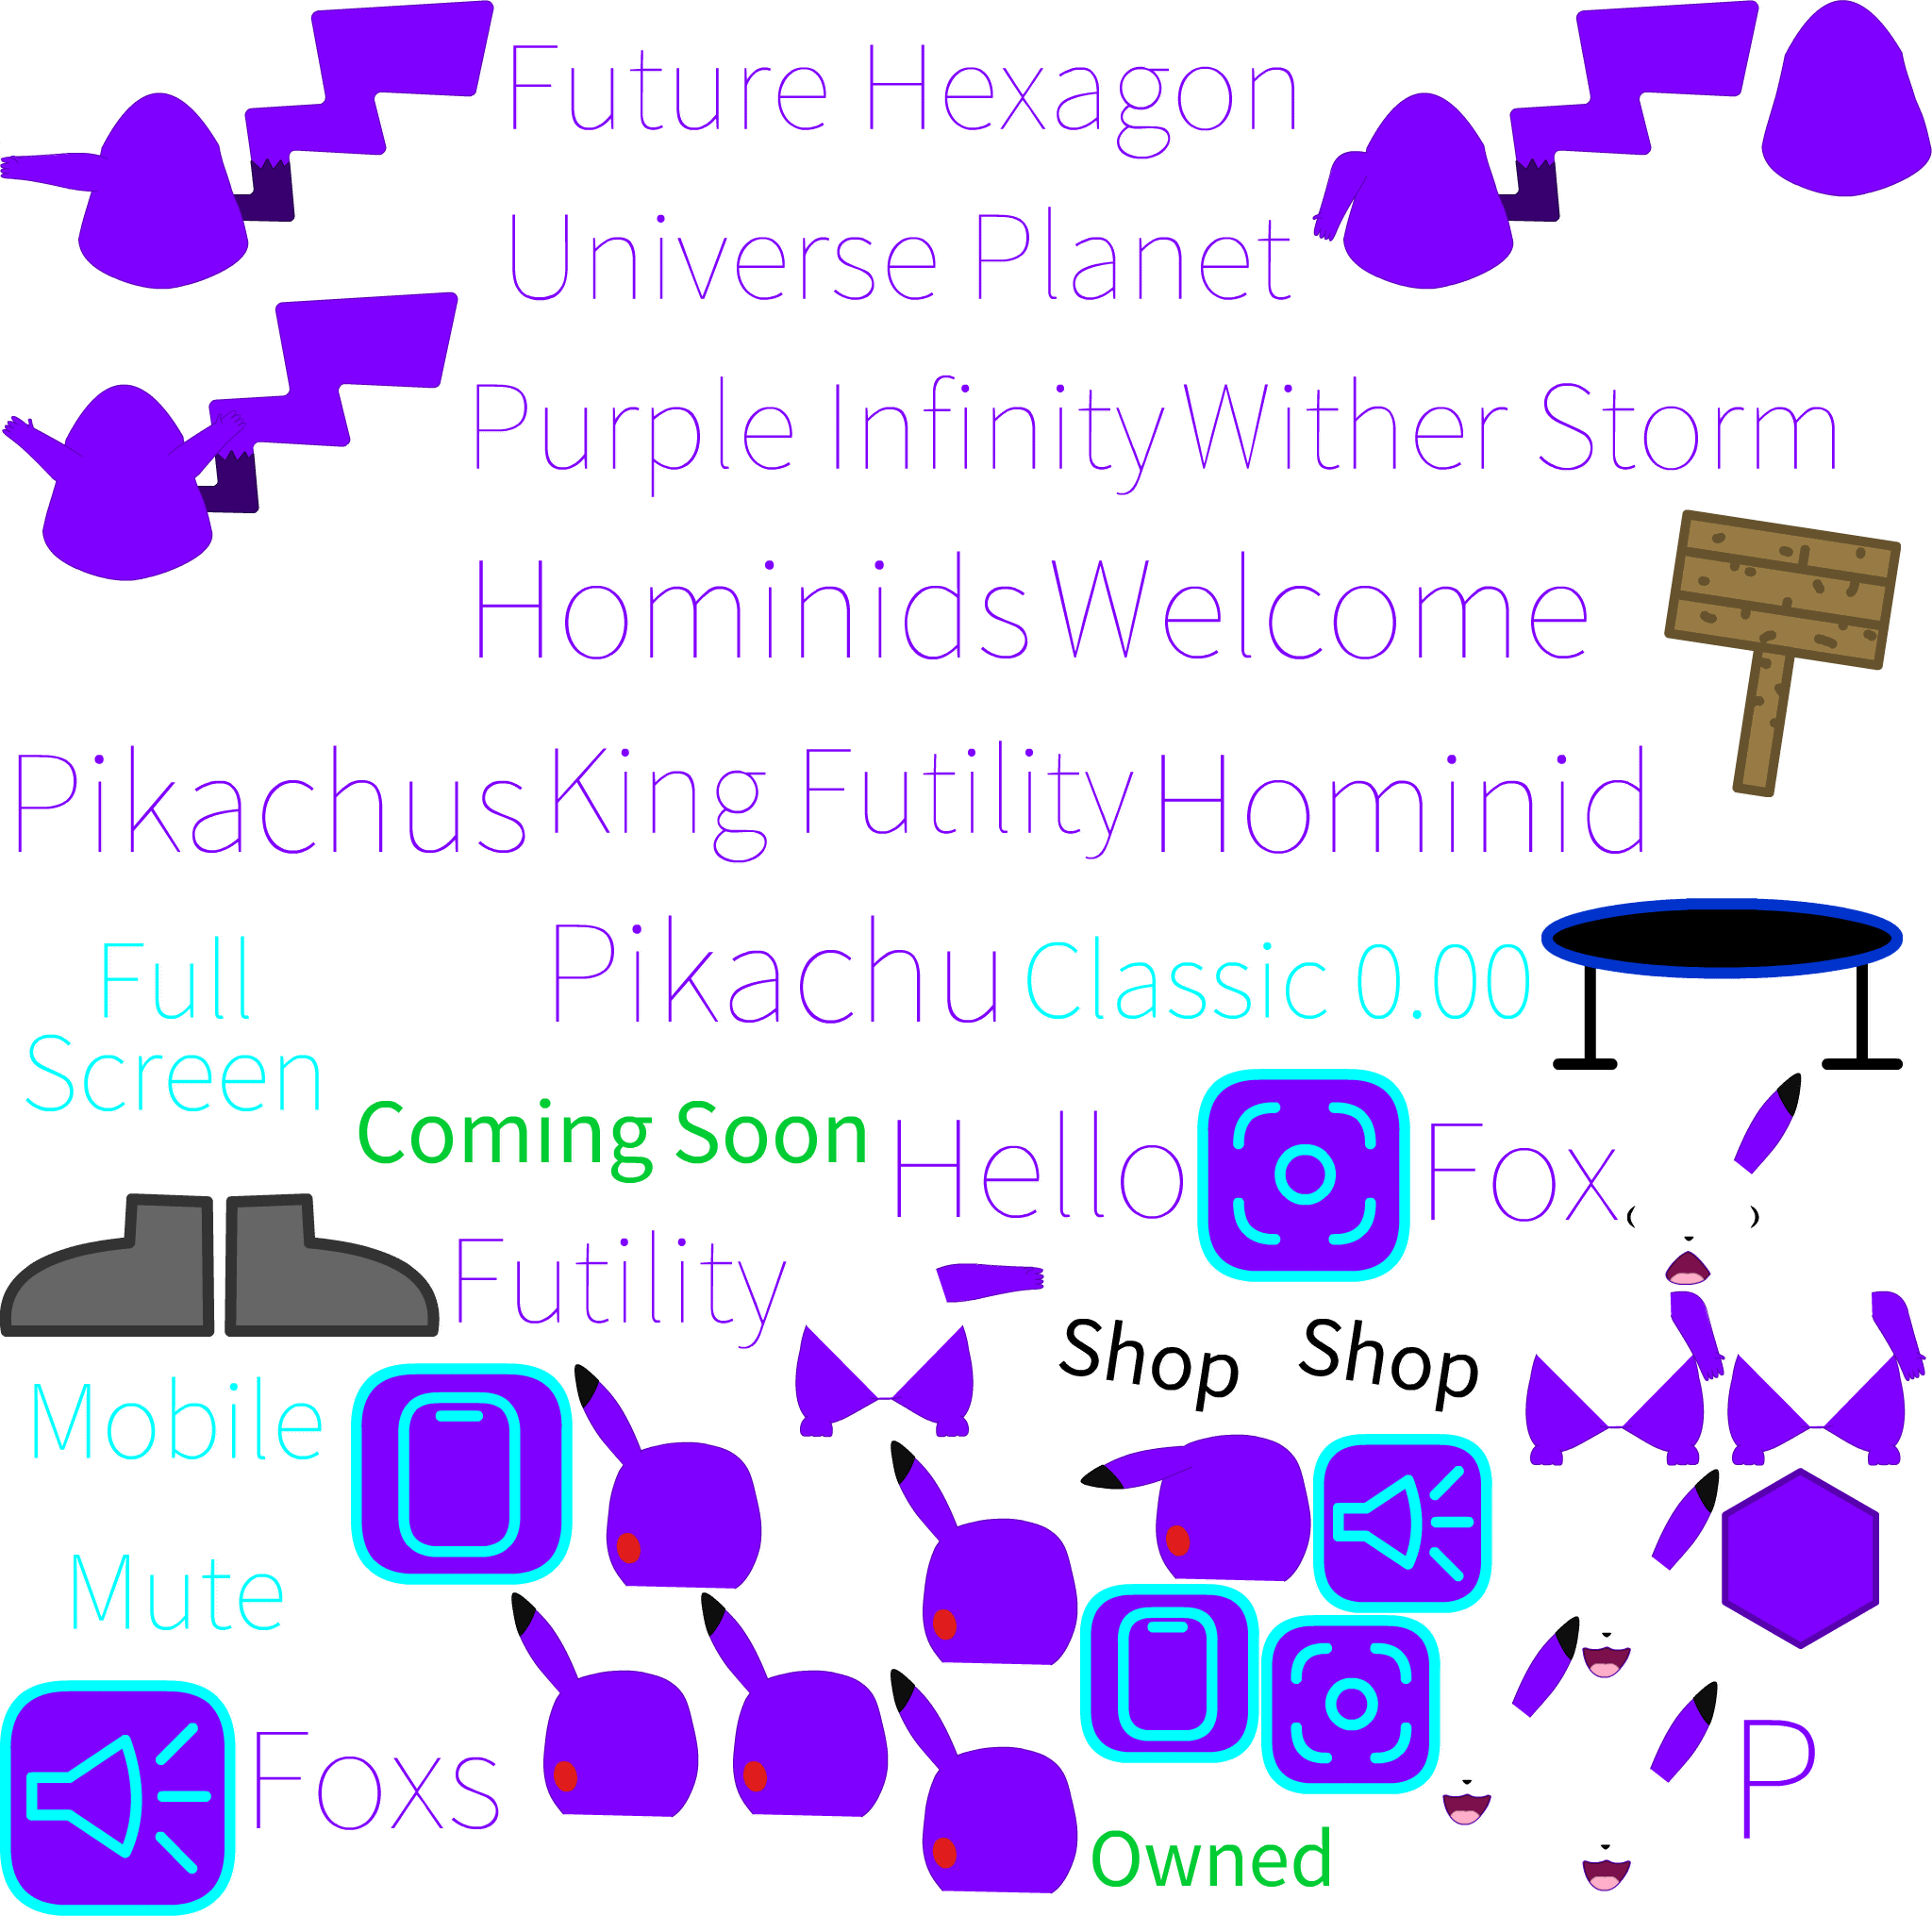 Future Hexagon
Universe Planet
Purple Infinity
Wither Storm
Hominids
Welcome
Pikachus
King Futility
Hominid
Full
Screen
Pikachu
Classic 0.00
Coming Soon
Hello
Fox
Futility
Shop
Shop
Mobile
Mute
Foxs
P
Owned